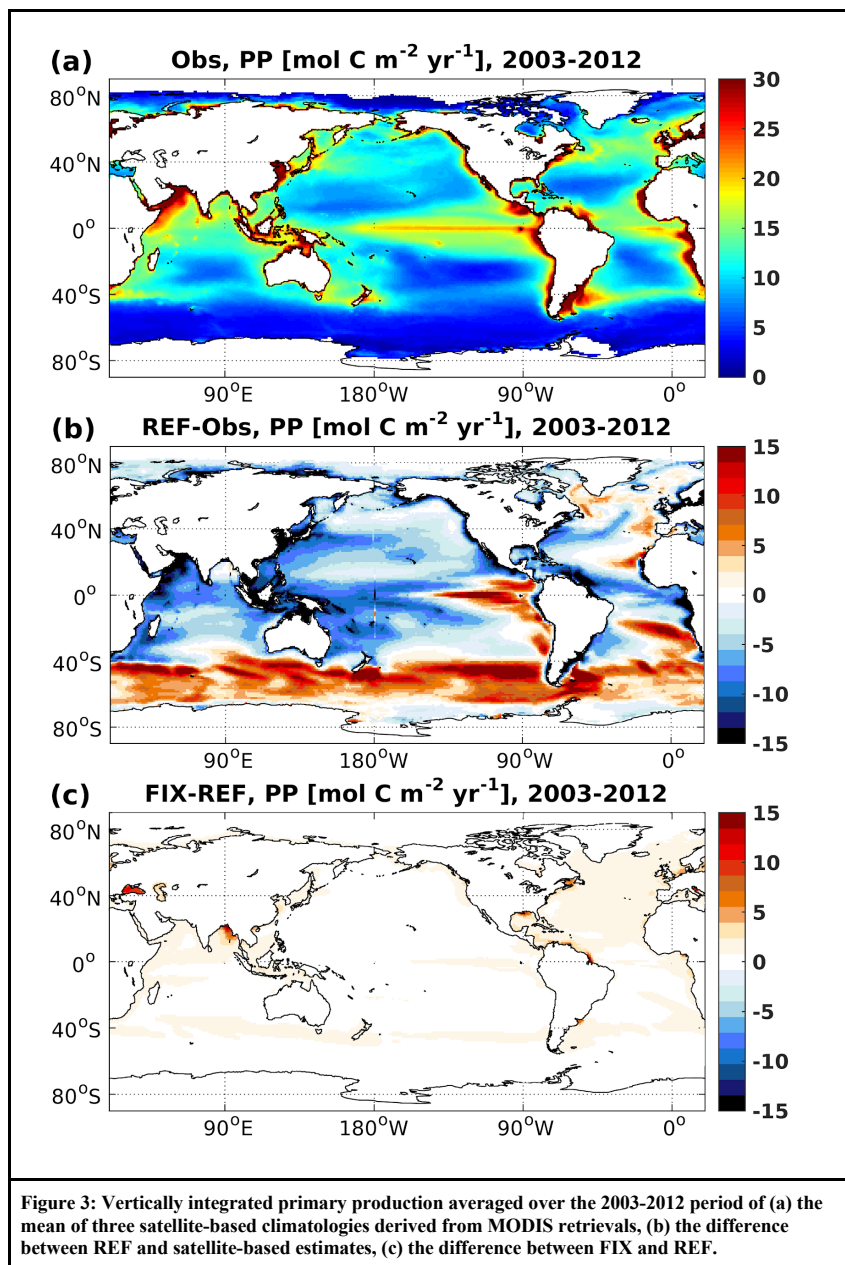 (a) Obs, PP [mol C m⁻² yr⁻¹], 2003-2012
80°N
40°N
0°
40°S
80°S
90°E 180°W 90°W 0°
30
25
20
15
10
5
0
(b) REF-Obs, PP [mol C m⁻² yr⁻¹], 2003-2012
80°N
40°N
0°
40°S
80°S
90°E 180°W 90°W 0°
15
10
5
0
-5
-10
-15
(c) FIX-REF, PP [mol C m⁻² yr⁻¹], 2003-2012
80°N
40°N
0°
40°S
80°S
90°E 180°W 90°W 0°
15
10
5
0
-5
-10
-15
Figure 3: Vertically integrated primary production averaged over the 2003-2012 period of (a) the
mean of three satellite-based climatologies derived from MODIS retrievals, (b) the difference
between REF and satellite-based estimates, (c) the difference between FIX and REF.